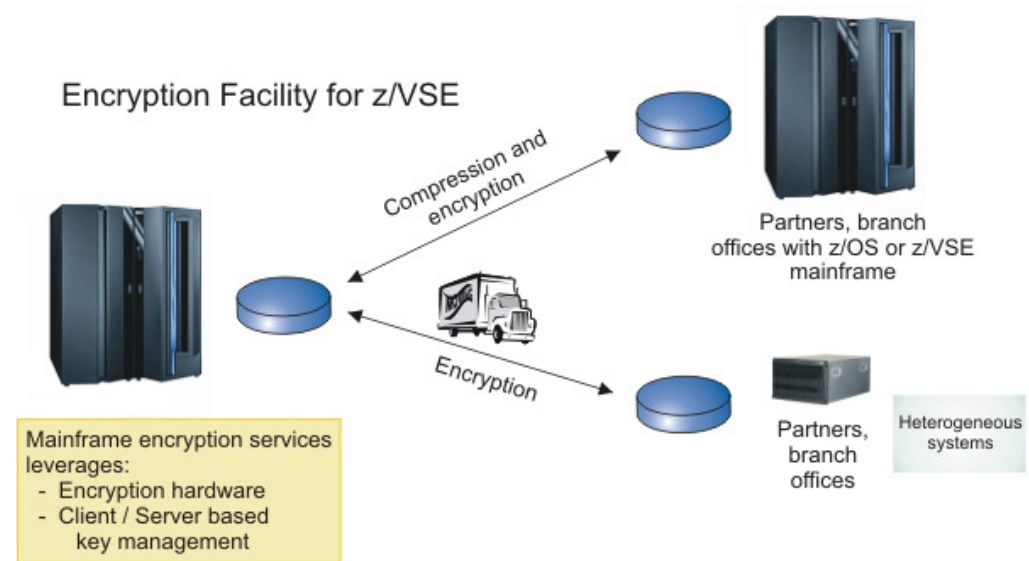 Encryption Facility for z/VSE
Compression and
encryption
Partners, branch
offices with z/OS or z/VSE
mainframe
Encryption
Mainframe encryption services
leverages:
- Encryption hardware
- Client / Server based
key management
Partners,
branch
offices
Heterogeneous
systems